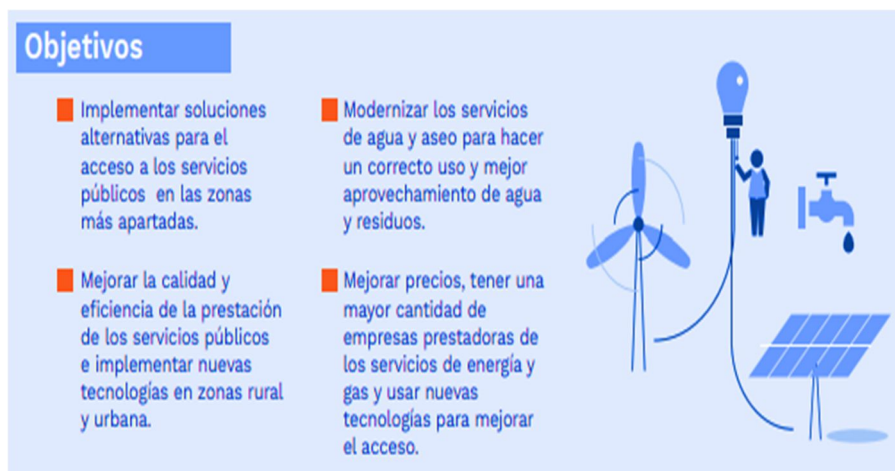 Objetivos
Implementar soluciones
alternativas para el
acceso a los servicios
públicos en las zonas
más apartadas.
Mejorar la calidad y
eficiencia de la prestación
de los servicios públicos
e implementar nuevas
tecnologías en zonas rural
y urbana.
Modernizar los servicios
de agua y aseo para hacer
un correcto uso y mejor
aprovechamiento de agua
y residuos.
Mejorar precios, tener una
mayor cantidad de
empresas prestadoras de
los servicios de energía y
gas y usar nuevas
tecnologías para mejorar
el acceso.